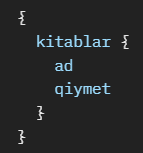 {
  kitablar {
    ad
    qiymet
  }
}